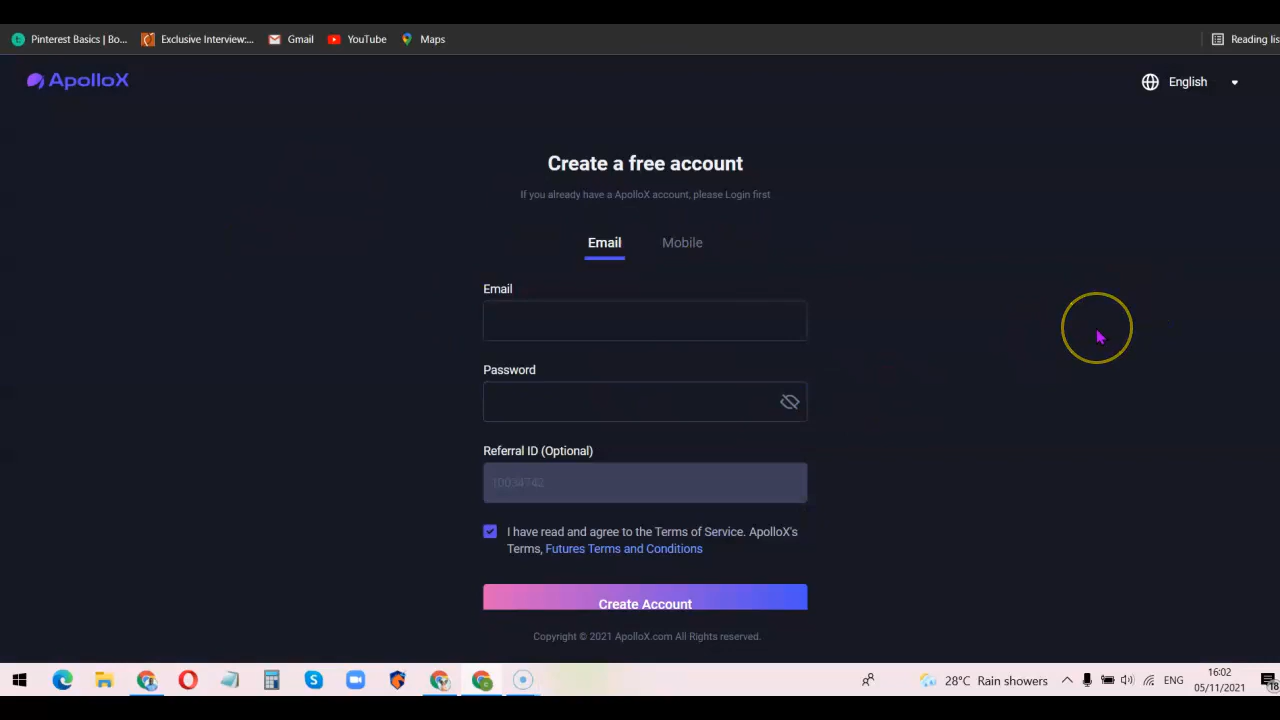 Pinterest Basics | Bo... Exclusive Interview:... Gmail YouTube Maps Reading list
ApolloX English
Create a free account
If you already have a ApolloX account, please Login first
Email Mobile
Email
Password
Referral ID (Optional)
10034742
I have read and agree to the Terms of Service. ApolloX's
Terms, Futures Terms and Conditions
Create Account
Copyright © 2021 ApolloX.com All Rights reserved.
28°C Rain showers ENG 16:02
05/11/2021 18